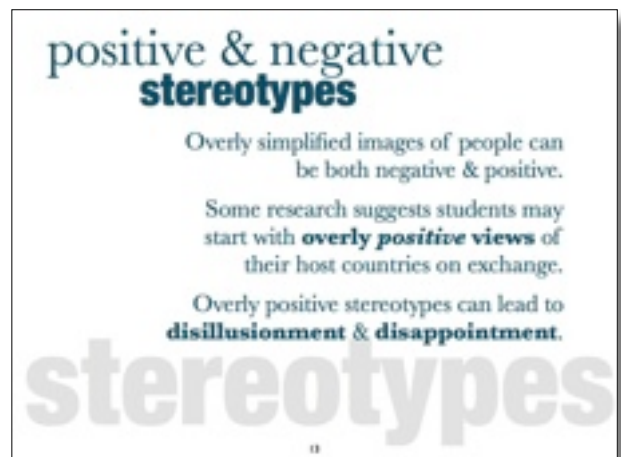 positive & negative
stereotypes
Overly simplified images of people can
be both negative & positive.
Some research suggests students may
start with overly positive views of
their host countries on exchange.
Overly positive stereotypes can lead to
disillusionment & disappointment.
stereotypes
13